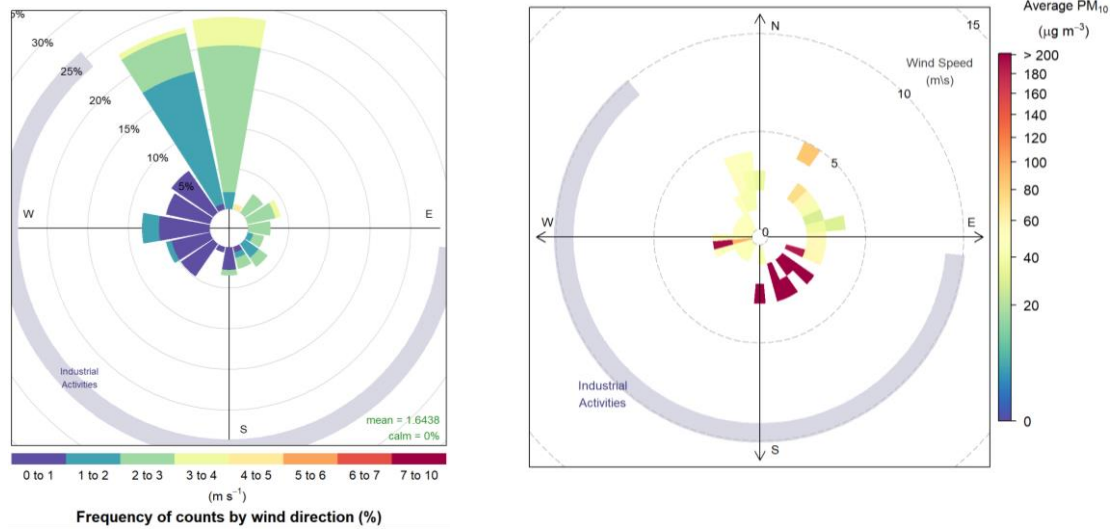 5%
30%
25%
20%
15%
10%
5%
W
E
S
Industrial
Activities
mean = 1.6438
calm = 0%
0 to 1 1 to 2 2 to 3 3 to 4 4 to 5 5 to 6 6 to 7 7 to 10
(m s⁻¹)
Frequency of counts by wind direction (%)
N
15
Wind Speed
(m\s)
10
5
0
W
E
S
Industrial
Activities
Average PM₁₀
(µg m⁻³)
> 200
180
160
140
120
100
80
60
40
20
0